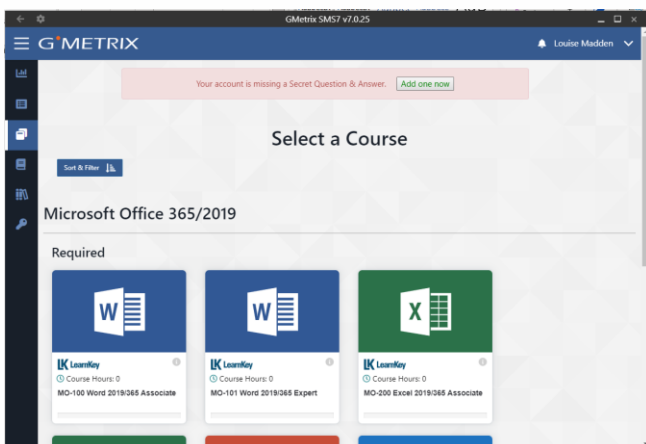 GMetrix SMS7 v7.0.25
G'METRIX
Louise Madden
Your account is missing a Secret Question & Answer. Add one now
Select a Course
Sort & Filter
Microsoft Office 365/2019
Required
W
W
X
LK LearnKey
LK LearnKey
LK LearnKey
Course Hours: 0
Course Hours: 0
Course Hours: 0
MO-100 Word 2019/365 Associate
MO-101 Word 2019/365 Expert
MO-200 Excel 2019/365 Associate